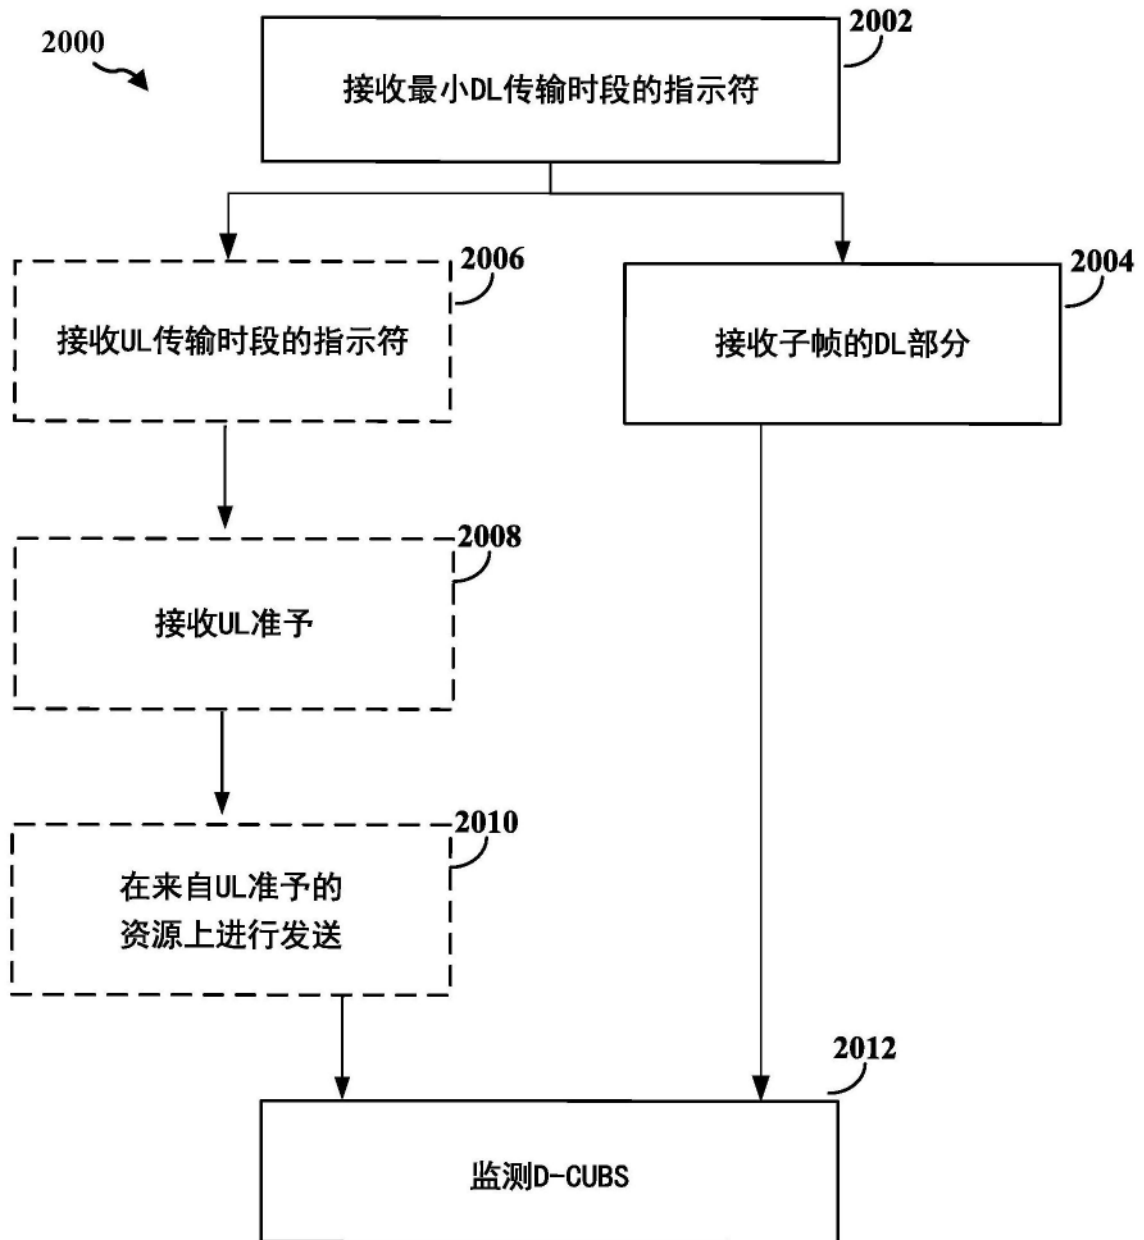 2000
2002
接收最小DL传输时段的指示符
2006
接收UL传输时段的指示符
2004
接收子帧的DL部分
2008
接收UL准予
2010
在来自UL准予的
资源上进行发送
2012
监测D-CUBS